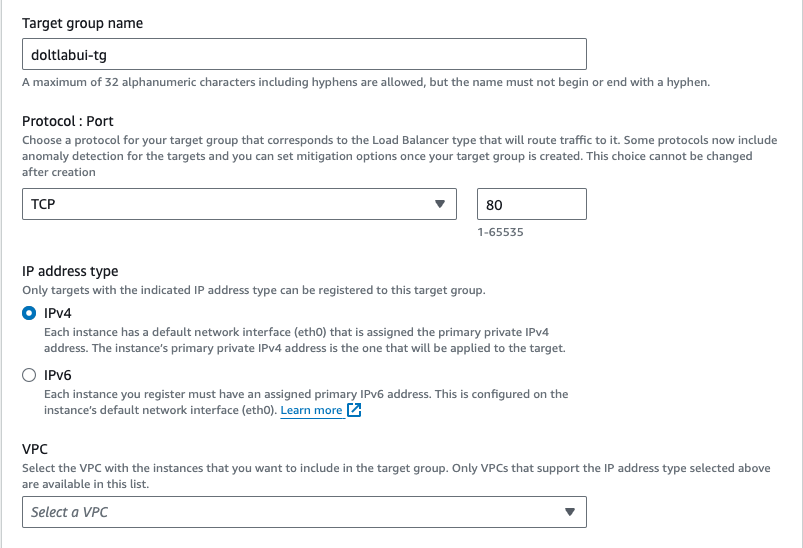 Target group name
doltlabui-tg
A maximum of 32 alphanumeric characters including hyphens are allowed, but the name must not begin or end with a hyphen.
Protocol : Port
Choose a protocol for your target group that corresponds to the Load Balancer type that will route traffic to it. Some protocols now include
anomaly detection for the targets and you can set mitigation options once your target group is created. This choice cannot be changed
after creation
TCP
80
1-65535
IP address type
Only targets with the indicated IP address type can be registered to this target group.
IPv4
Each instance has a default network interface (eth0) that is assigned the primary private IPv4
address. The instance's primary private IPv4 address is the one that will be applied to the target.
IPv6
Each instance you register must have an assigned primary IPv6 address. This is configured on the
instance's default network interface (eth0). Learn more
VPC
Select the VPC with the instances that you want to include in the target group. Only VPCs that support the IP address type selected above
are available in this list.
Select a VPC